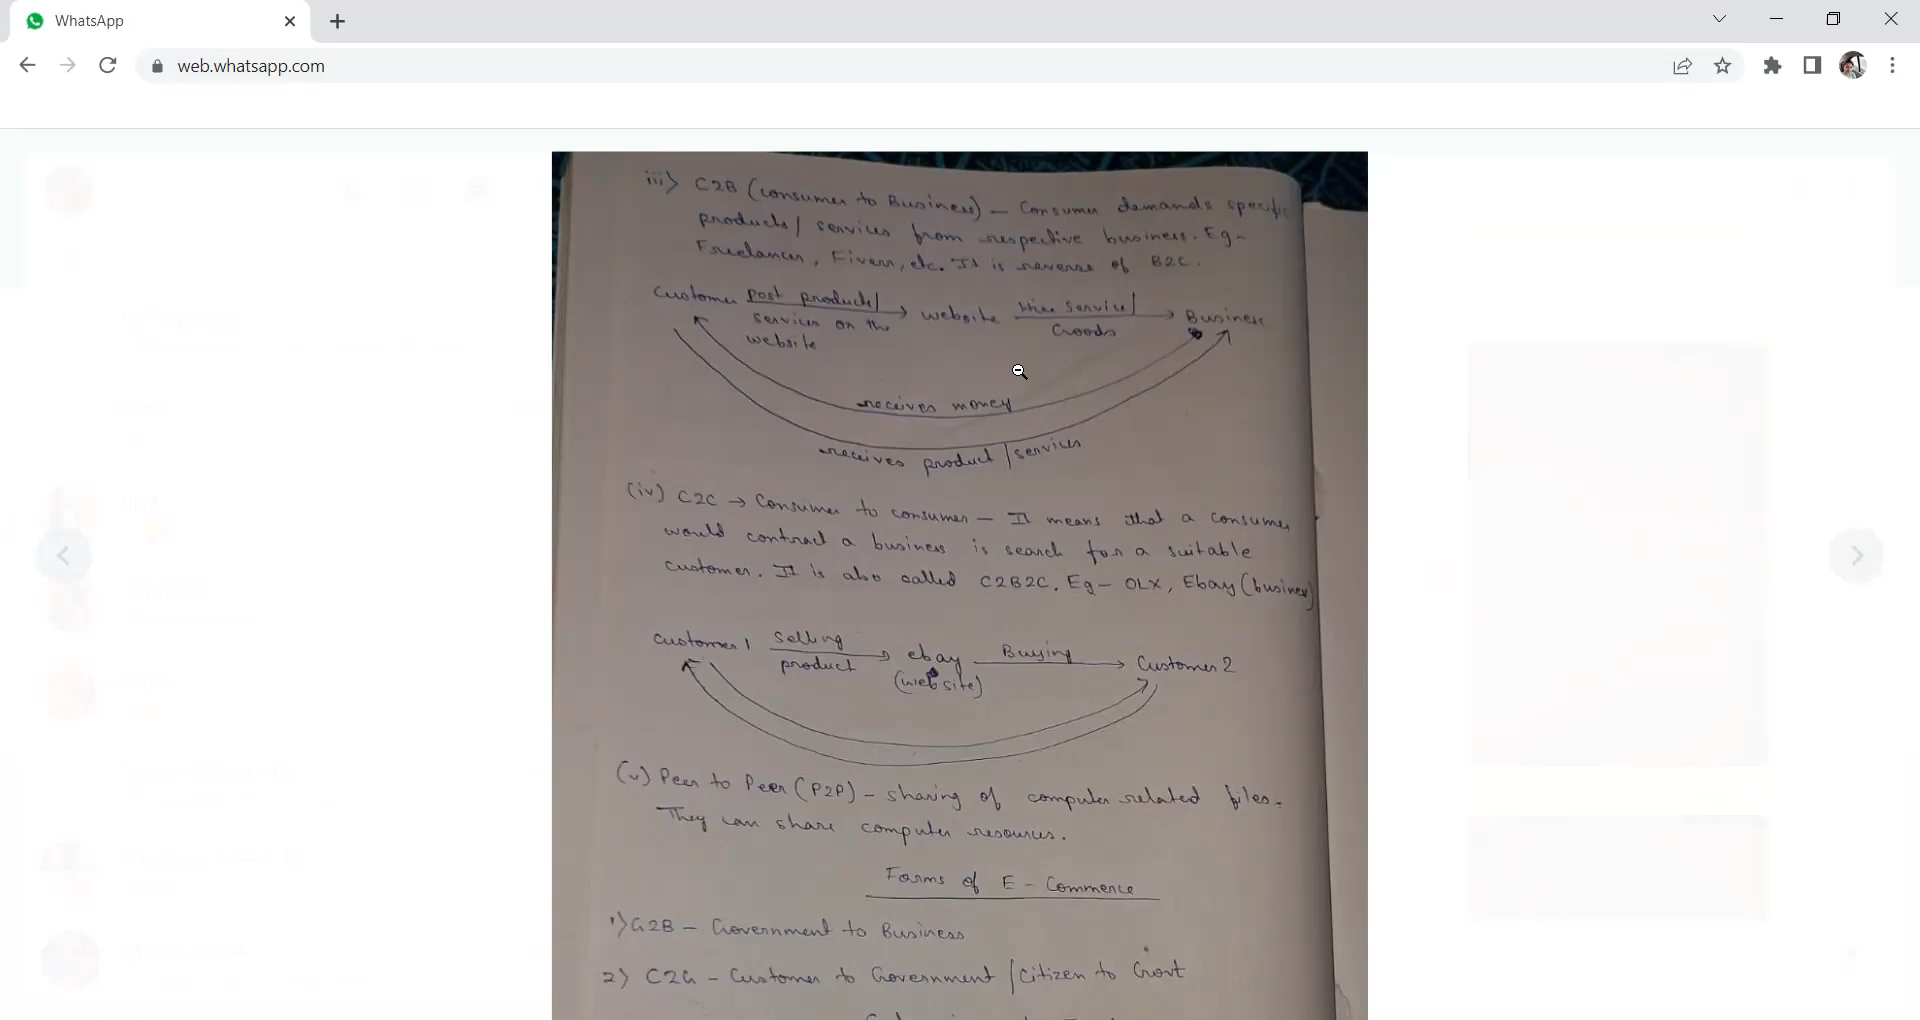 WhatsApp
web.whatsapp.com
iii) C2B (consumer to Business) – Consumer demands specific
products/ services from respective business. Eg-
Freelancer, Fiverr, etc. It is reverse of B2C.
Customer post products/ services on the website → website Hire Service/ Goods → Business
receives money
receives product/services
(iv) C2C → Consumer to consumer – It means that a consumer
would contract a business is search for a suitable
customer. It is also called C2B2C. Eg – OLX, Ebay (business)
Customer 1 Selling product → ebay (website) Buying → Customer 2
(v) Peer to Peer (P2P) – sharing of computer related files.
They can share computer resources.
Forms of E - Commerce
1) G2B – Government to Business
2) C2G – Customer to Government / Citizen to Govt